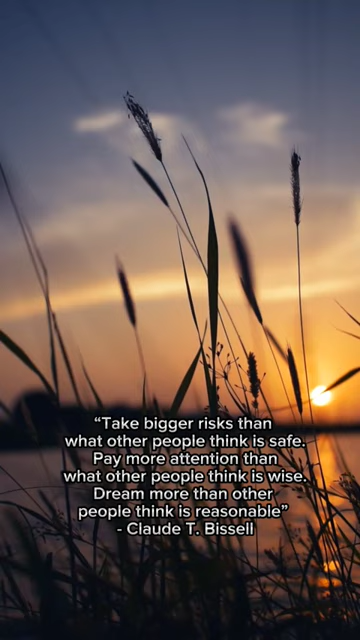 “Take bigger risks than
what other people think is safe.
Pay more attention than
what other people think is wise.
Dream more than other
people think is reasonable”
- Claude T. Bissell